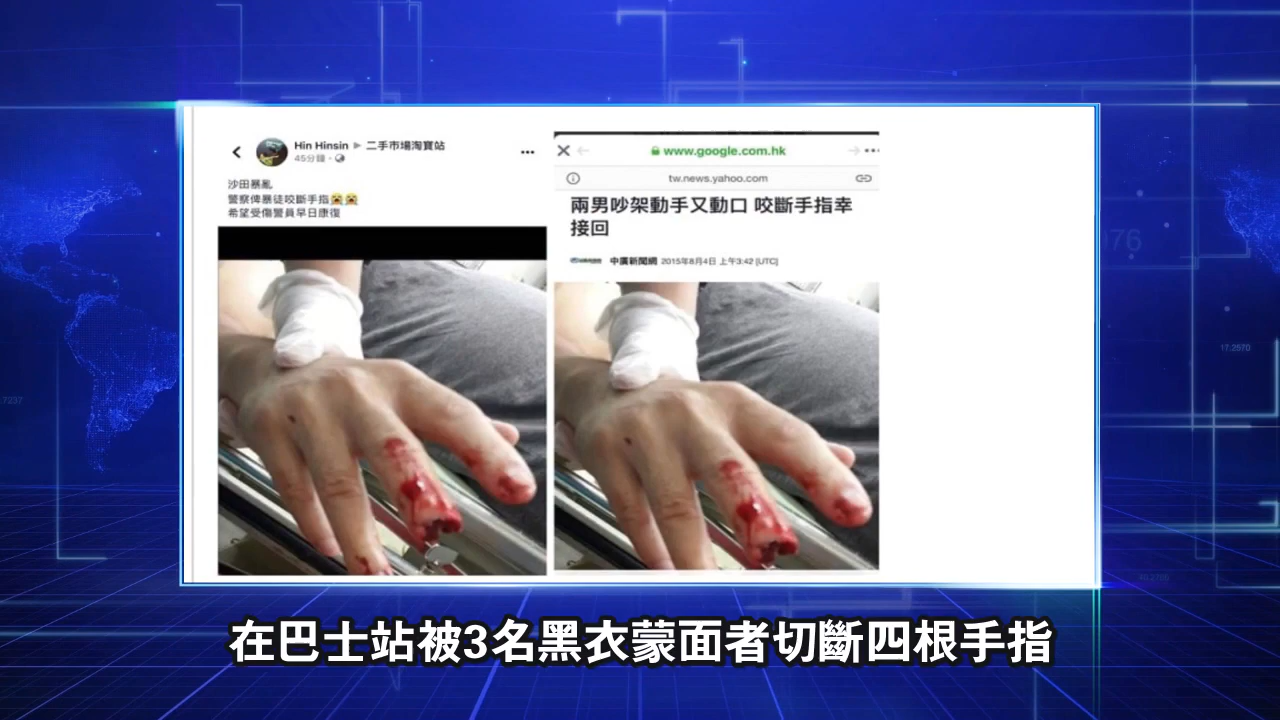 Hin Hinsin ▶ 二手市場淘寶站
45分鐘
沙田暴亂
警察俾暴徒咬斷手指😭😭
希望受傷警員早日康復
www.google.com.hk
tw.news.yahoo.com
兩男吵架動手又動口 咬斷手指幸
接回
中廣新聞網 2015年8月4日 上午3:42 [UTC]
076
17.2570
在巴士站被3名黑衣蒙面者切斷四根手指